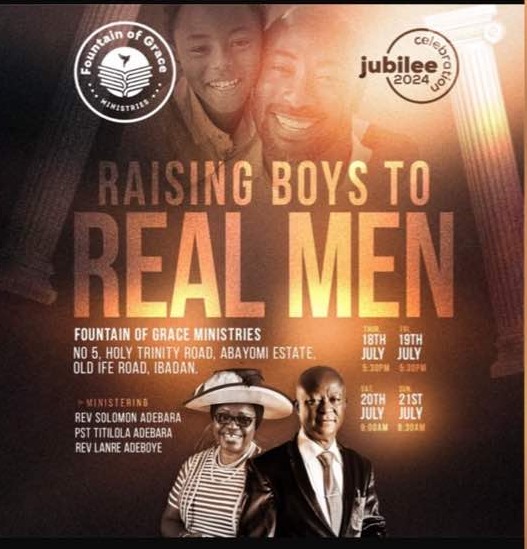 Fountain of Grace
MINISTRIES
jubilee
celebration
2024
RAISING BOYS TO
REAL MEN
FOUNTAIN OF GRACE MINISTRIES
NO 5, HOLY TRINITY ROAD, ABAYOMI ESTATE,
OLD IFE ROAD, IBADAN.
THUR. FRI.
18TH 19TH
JULY JULY
5:30PM 5:30PM
SAT. SUN.
20TH 21ST
JULY JULY
9:00AM 8:30AM
MINISTERING
REV SOLOMON ADEBARA
PST TITILOLA ADEBARA
REV LANRE ADEBOYE